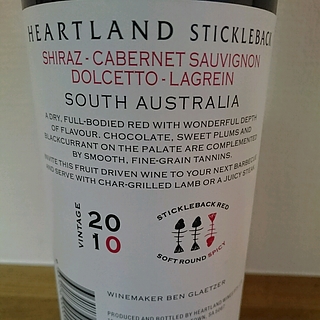 HEARTLAND STICKLEBACK
SHIRAZ - CABERNET SAUVIGNON
DOLCETTO - LAGREIN
SOUTH AUSTRALIA
A DRY, FULL-BODIED RED WITH WONDERFUL DEPTH
OF FLAVOUR. CHOCOLATE, SWEET PLUMS AND
BLACKCURRANT ON THE PALATE ARE COMPLEMENTED
BY SMOOTH, FINE-GRAIN TANNINS.
INVITE THIS FRUIT DRIVEN WINE TO YOUR NEXT BARBECUE
AND SERVE WITH CHAR-GRILLED LAMB OR A JUICY STEAK.
VINTAGE
20
10
STICKLEBACK RED
SOFT ROUND SPICY
WINEMAKER BEN GLAETZER
PRODUCED AND BOTTLED BY HEARTLAND